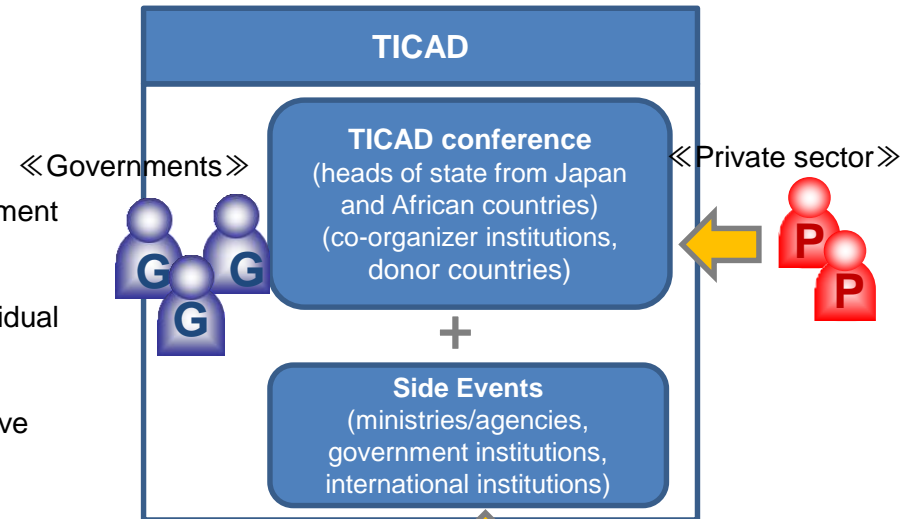 TICAD
TICAD conference
(heads of state from Japan
and African countries)
(co-organizer institutions,
donor countries)
≪Governments≫
≪Private sector≫
ment
G
G
G
P
P
idual
+
Side Events
(ministries/agencies,
government institutions,
international institutions)
ve